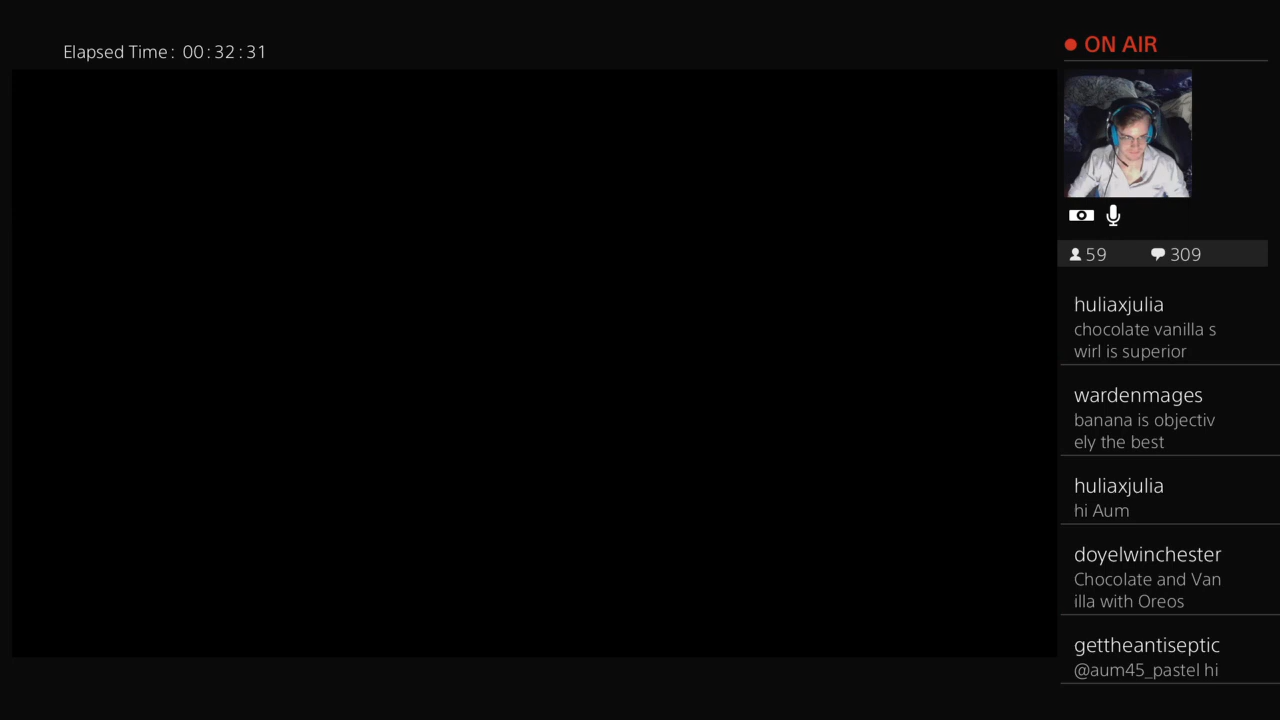 Elapsed Time: 00:32:31
ON AIR
59 309
huliaxjulia
chocolate vanilla s
wirl is superior
wardenmages
banana is objectiv
ely the best
huliaxjulia
hi Aum
doyelwinchester
Chocolate and Van
illa with Oreos
gettheantiseptic
@aum45_pastel hi